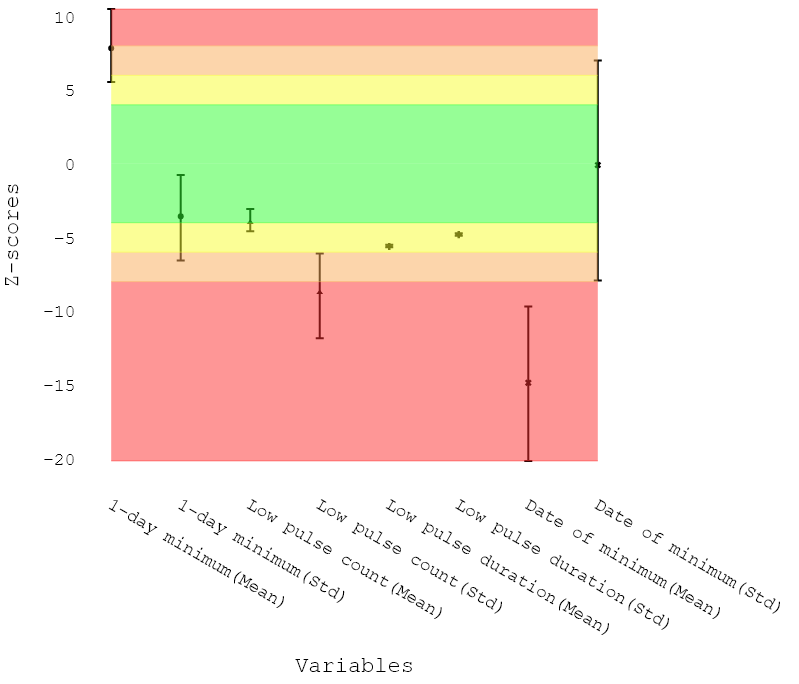 10
5
0
−5
−10
−15
−20
Z-scores
1-day minimum(Mean)
1-day minimum(Std)
Low pulse count(Mean)
Low pulse count(Std)
Low pulse duration(Mean)
Low pulse duration(Std)
Date of minimum(Mean)
Date of minimum(Std)
Variables